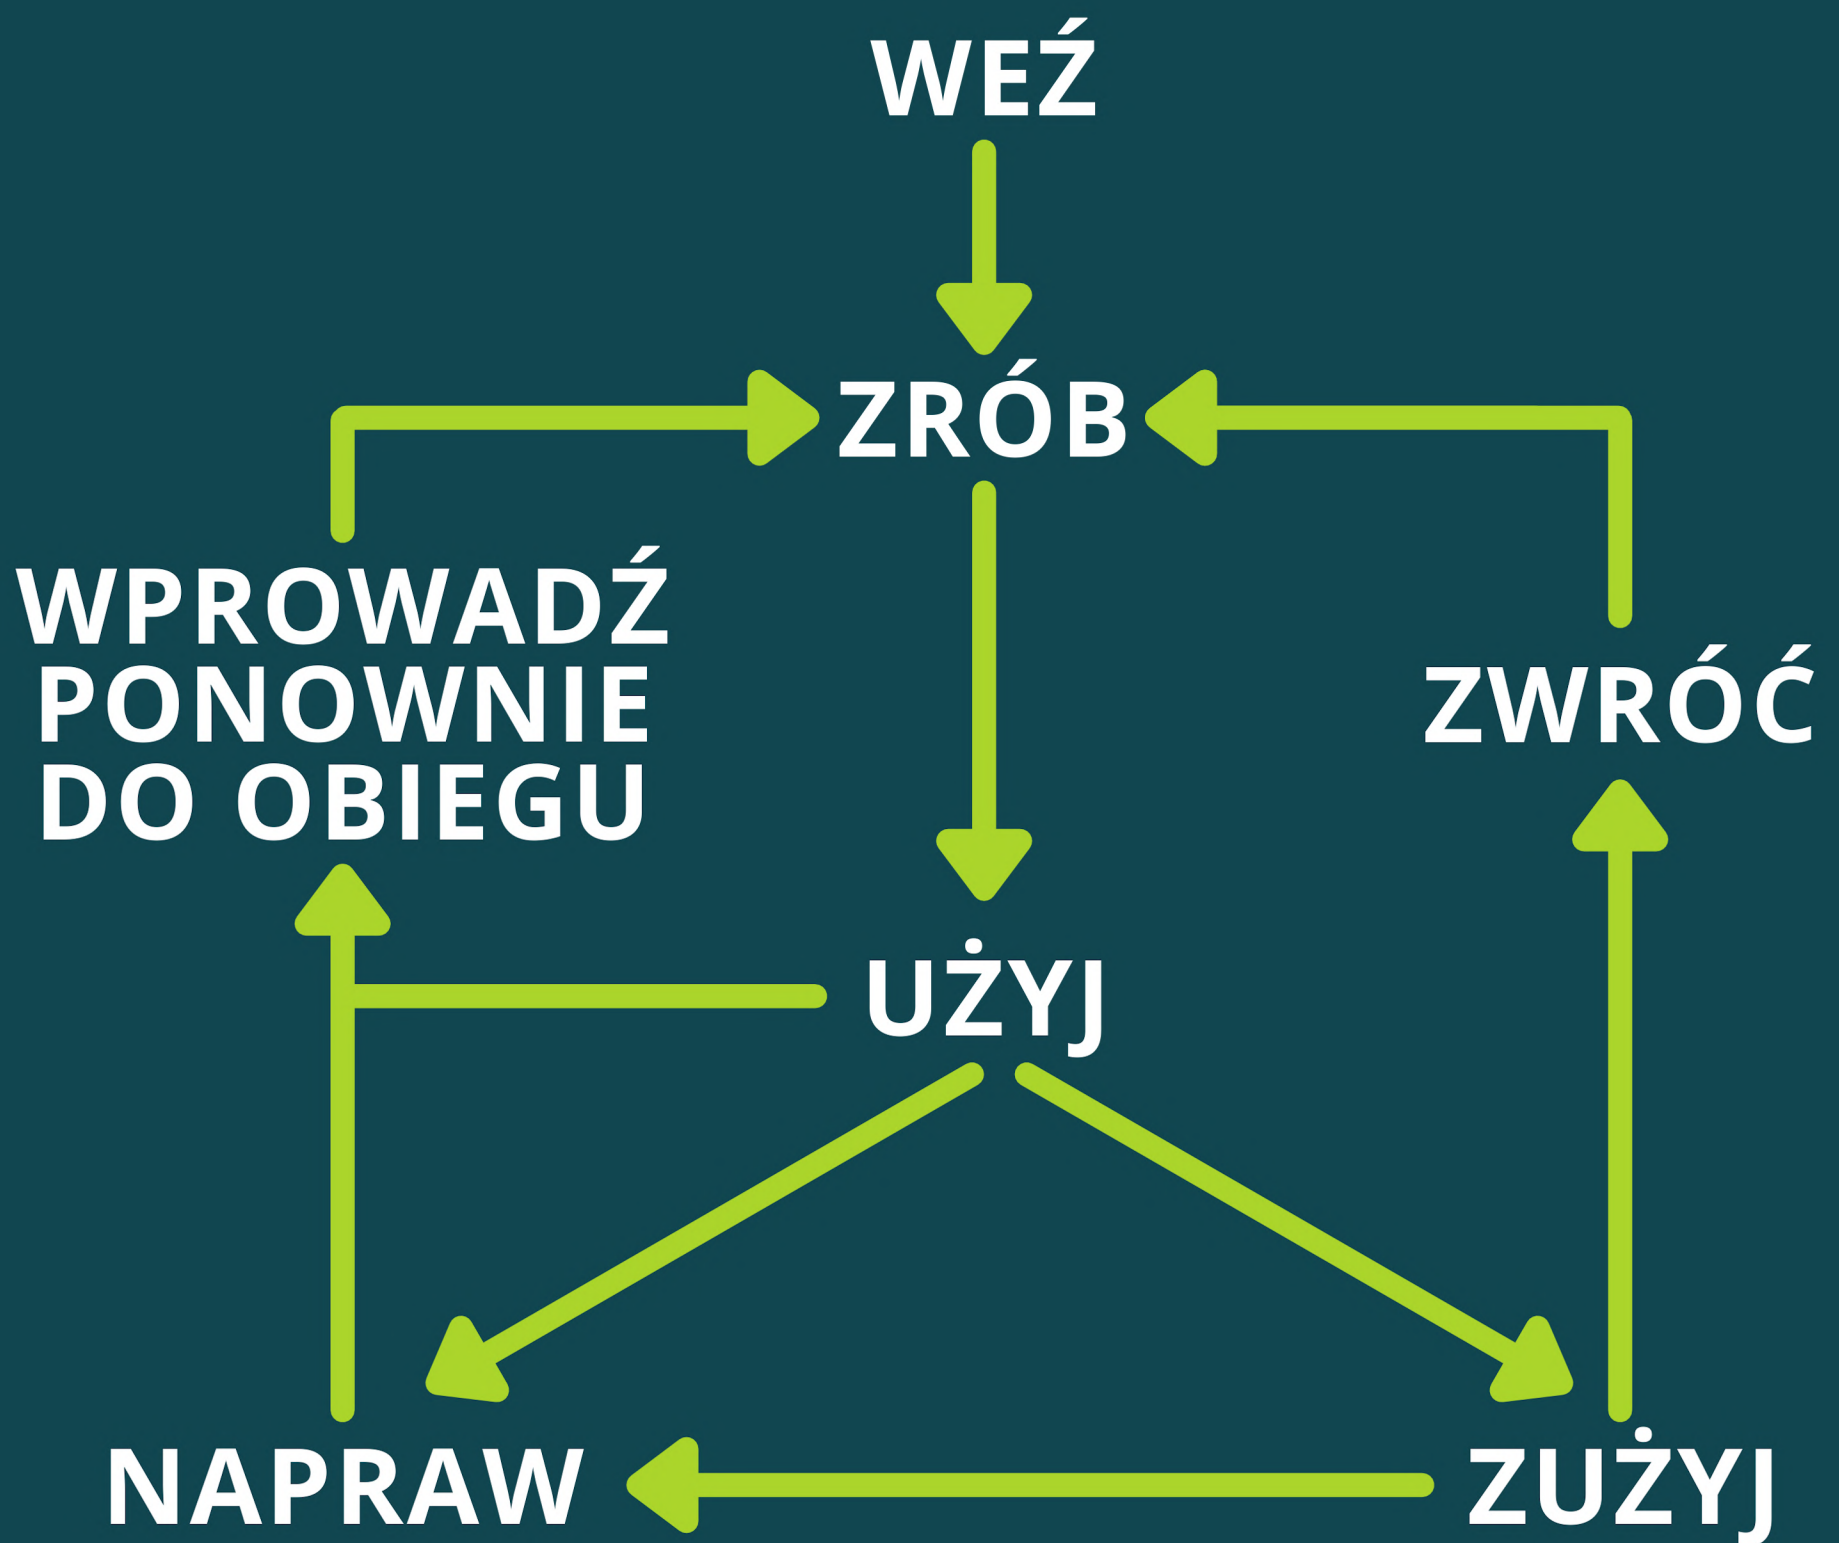 WEŹ
ZRÓB
WPROWADŹ
PONOWNIE
DO OBIEGU
ZWRÓĆ
UŻYJ
NAPRAW
ZUŻYJ